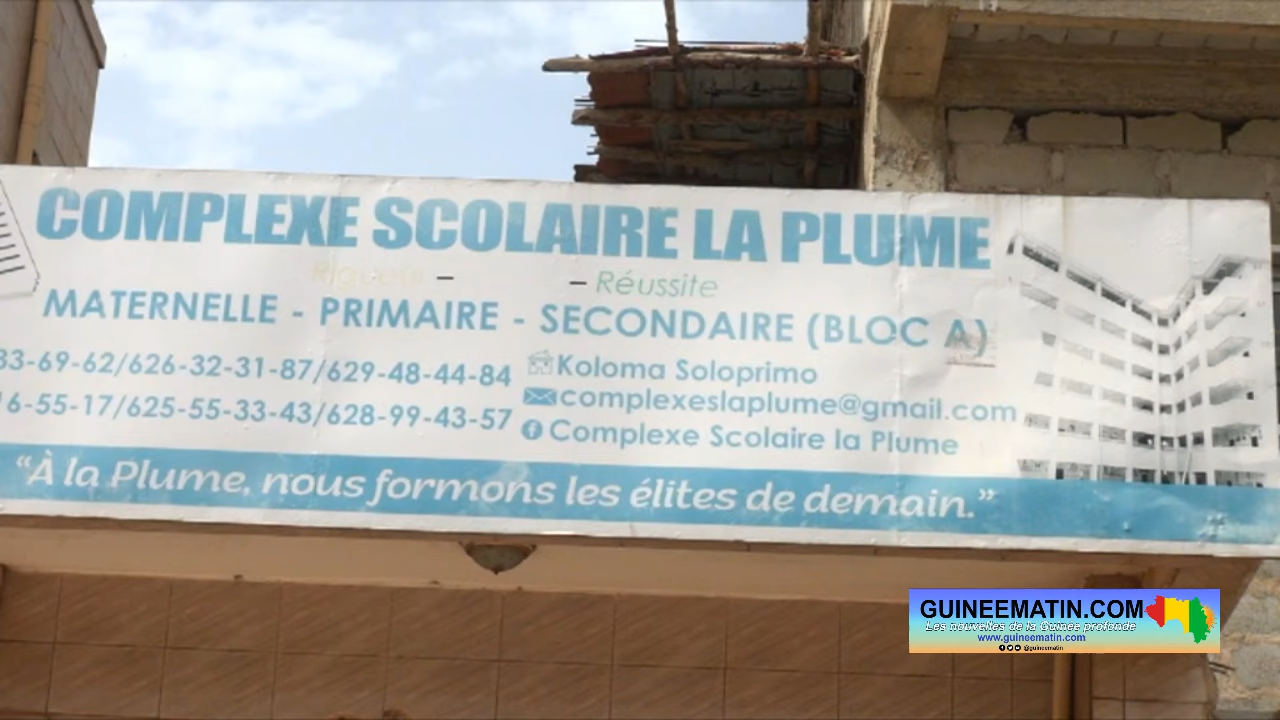 COMPLEXE SCOLAIRE LA PLUME
Rigueur – – Réussite
MATERNELLE - PRIMAIRE - SECONDAIRE (BLOC A)
33-69-62/626-32-31-87/629-48-44-84
6-55-17/625-55-33-43/628-99-43-57
Koloma Soloprimo
complexeslaplume@gmail.com
Complexe Scolaire la Plume
“À la Plume, nous formons les élites de demain.”
GUINEEMATIN.COM
Les nouvelles de la Guinée profonde
www.guineematin.com
@guineematin